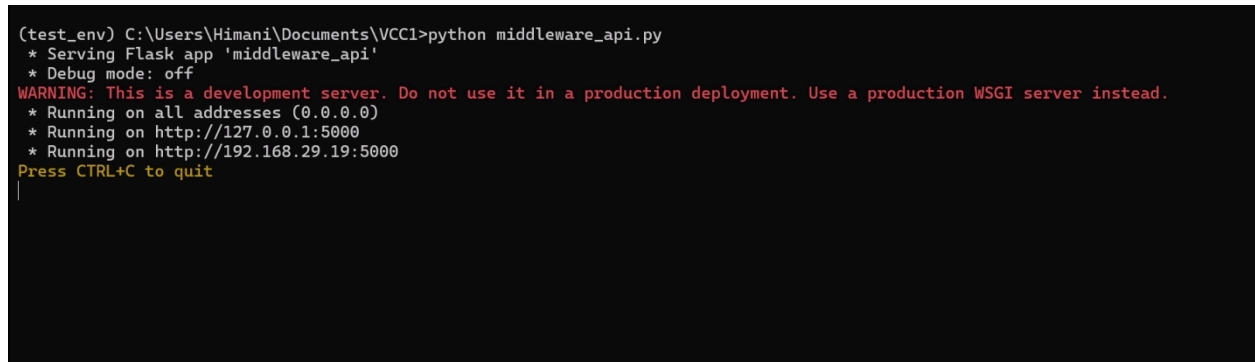 (test_env) C:\Users\Himani\Documents\VCC1>python middleware_api.py
 * Serving Flask app 'middleware_api'
 * Debug mode: off
WARNING: This is a development server. Do not use it in a production deployment. Use a production WSGI server instead.
 * Running on all addresses (0.0.0.0)
 * Running on http://127.0.0.1:5000
 * Running on http://192.168.29.19:5000
Press CTRL+C to quit